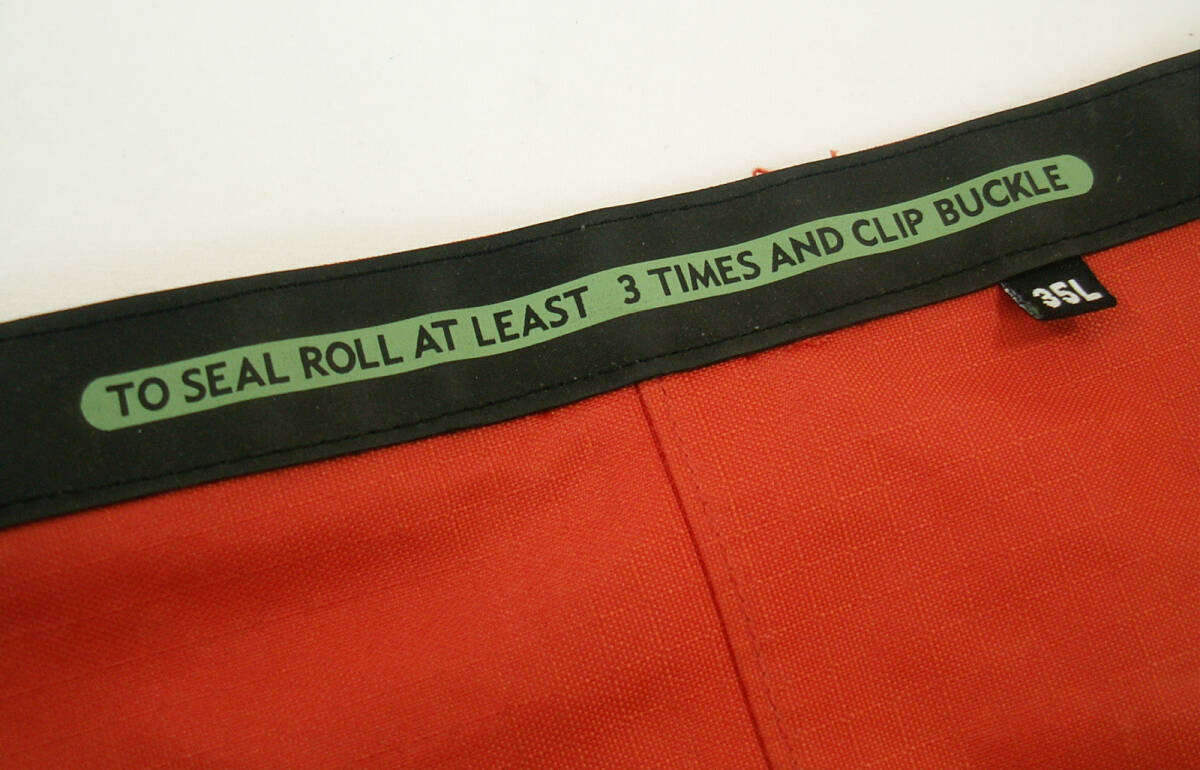 TO SEAL ROLL AT LEAST 3 TIMES AND CLIP BUCKLE
35L